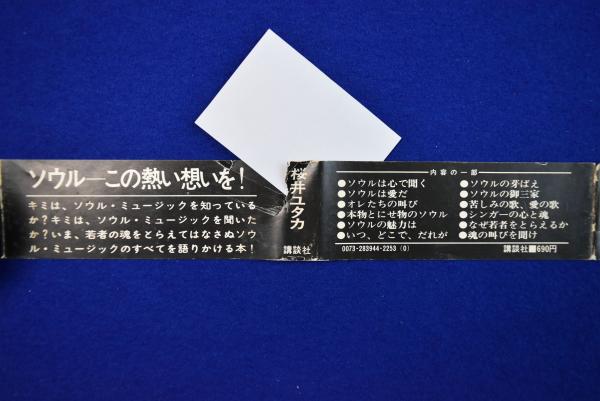 ソウル―この熱い想いを!
キミは、ソウル・ミュージックを知っている
か?キミは、ソウル・ミュージックを聞いた
か?いま、若者の魂をとらえてはなさぬソウ
ル・ミュージックのすべてを語りかける本!
桜井ユタカ
講談社
内容の一部
●ソウルは心で聞く
●ソウルは愛だ
●オレたちの叫び
●本物とにせ物のソウル
●ソウルの魅力は
●いつ、どこで、だれが
●ソウルの芽ばえ
●ソウルの御三家
●苦しみの歌、愛の歌
●シンガーの心と魂
●なぜ若者をとらえるか
●魂の叫びを聞け
0073-283944-2253(0)
講談社■690円